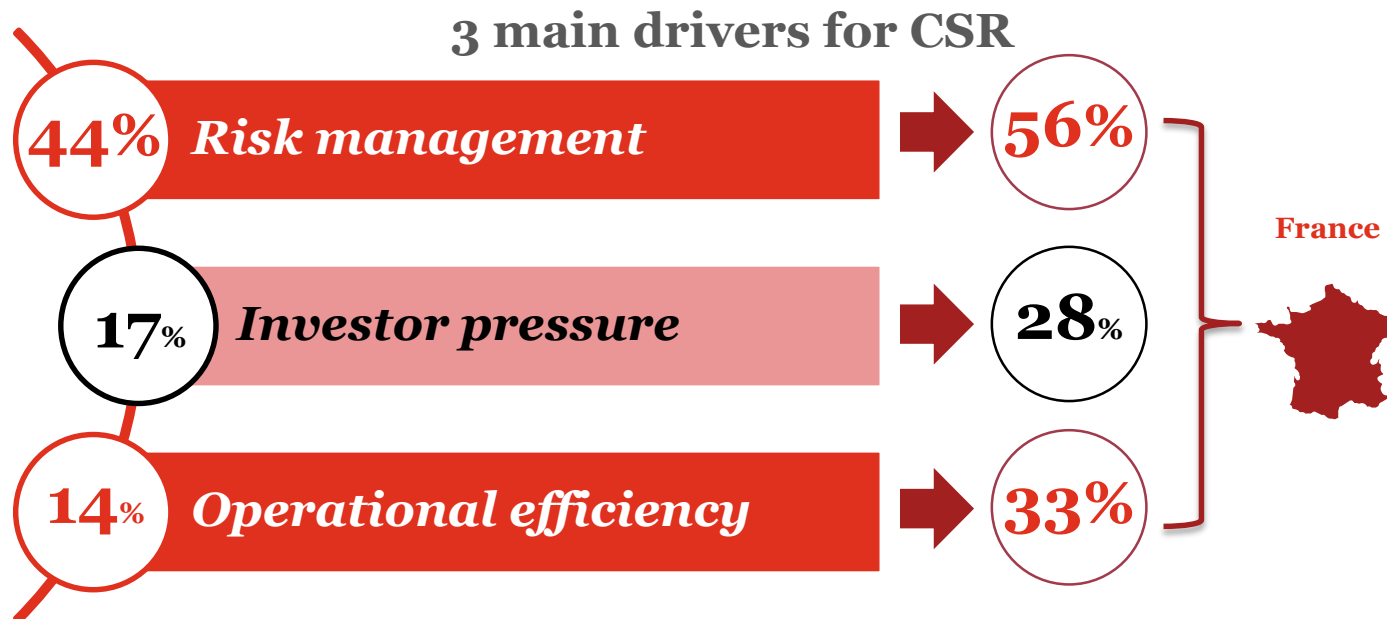 3 main drivers for CSR
44% Risk management 56%
France
17% Investor pressure 28%
14% Operational efficiency 33%